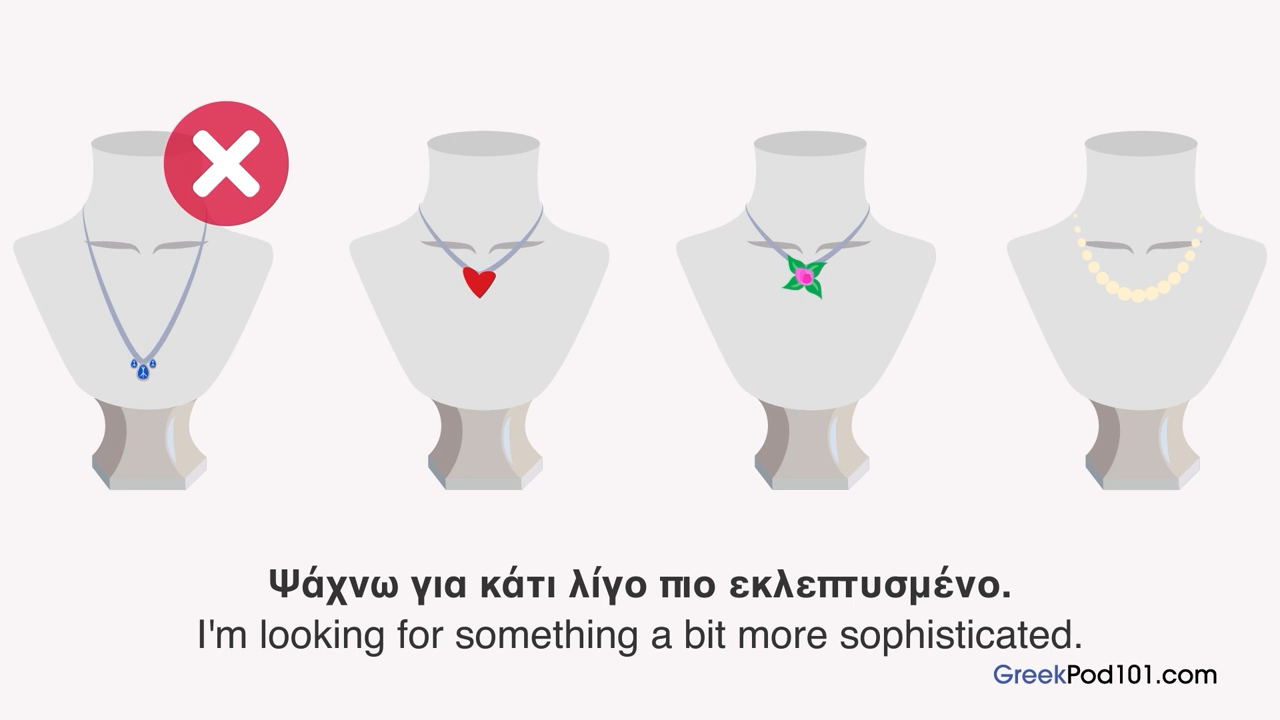 Ψάχνω για κάτι λίγο πιο εκλεπτυσμένο.
I'm looking for something a bit more sophisticated.
GreekPod101.com